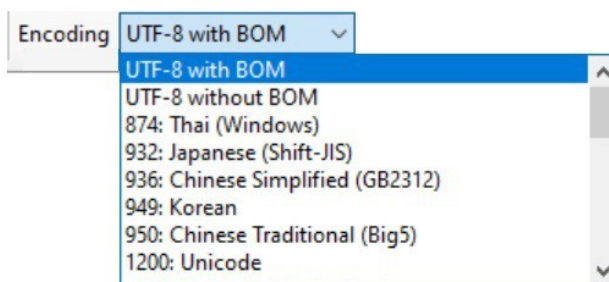 Encoding UTF-8 with BOM
UTF-8 with BOM
UTF-8 without BOM
874: Thai (Windows)
932: Japanese (Shift-JIS)
936: Chinese Simplified (GB2312)
949: Korean
950: Chinese Traditional (Big5)
1200: Unicode